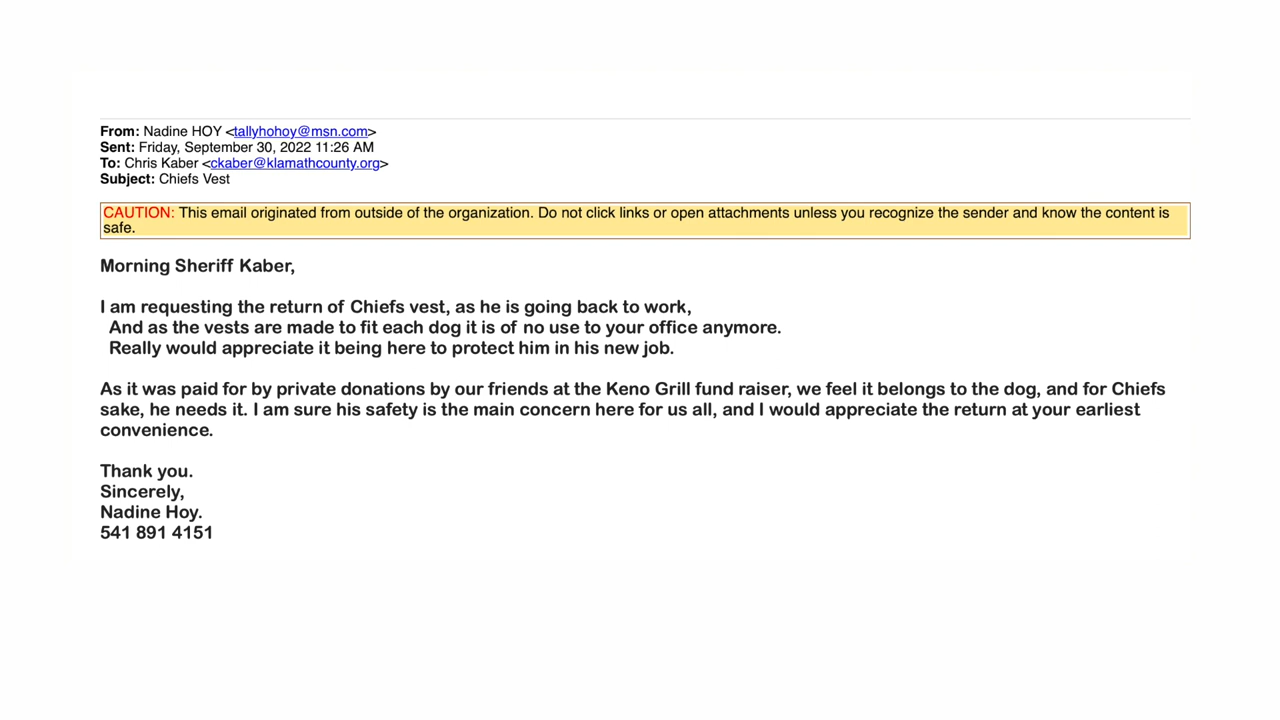 From: Nadine HOY <tallyhohoy@msn.com>
Sent: Friday, September 30, 2022 11:26 AM
To: Chris Kaber <ckaber@klamathcounty.org>
Subject: Chiefs Vest
CAUTION: This email originated from outside of the organization. Do not click links or open attachments unless you recognize the sender and know the content is
safe.
Morning Sheriff Kaber,
I am requesting the return of Chiefs vest, as he is going back to work,
And as the vests are made to fit each dog it is of no use to your office anymore.
Really would appreciate it being here to protect him in his new job.
As it was paid for by private donations by our friends at the Keno Grill fund raiser, we feel it belongs to the dog, and for Chiefs
sake, he needs it. I am sure his safety is the main concern here for us all, and I would appreciate the return at your earliest
convenience.
Thank you.
Sincerely,
Nadine Hoy.
541 891 4151